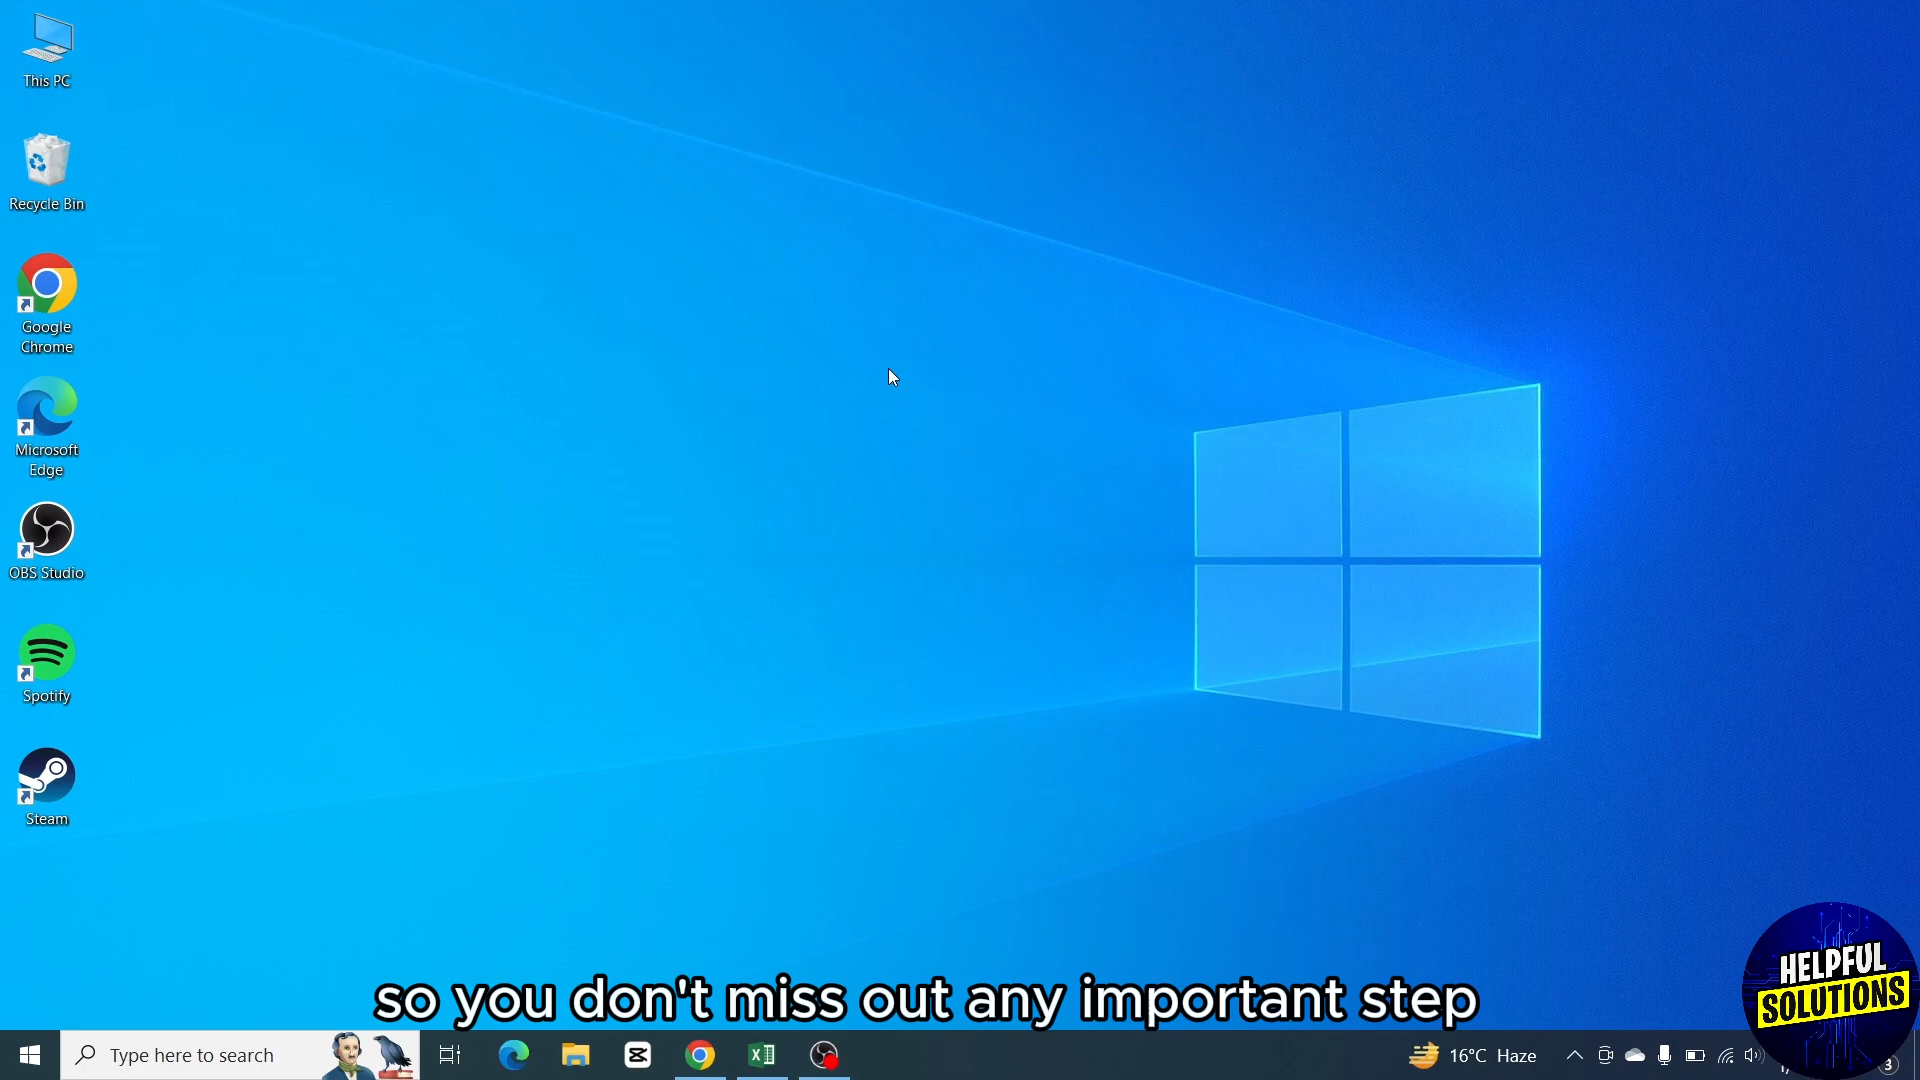 This PC
Recycle Bin
Google
Chrome
Microsoft
Edge
OBS Studio
Spotify
Steam
so you don't miss out any important step
HELPFUL
SOLUTIONS
Type here to search
16°C Haze
3